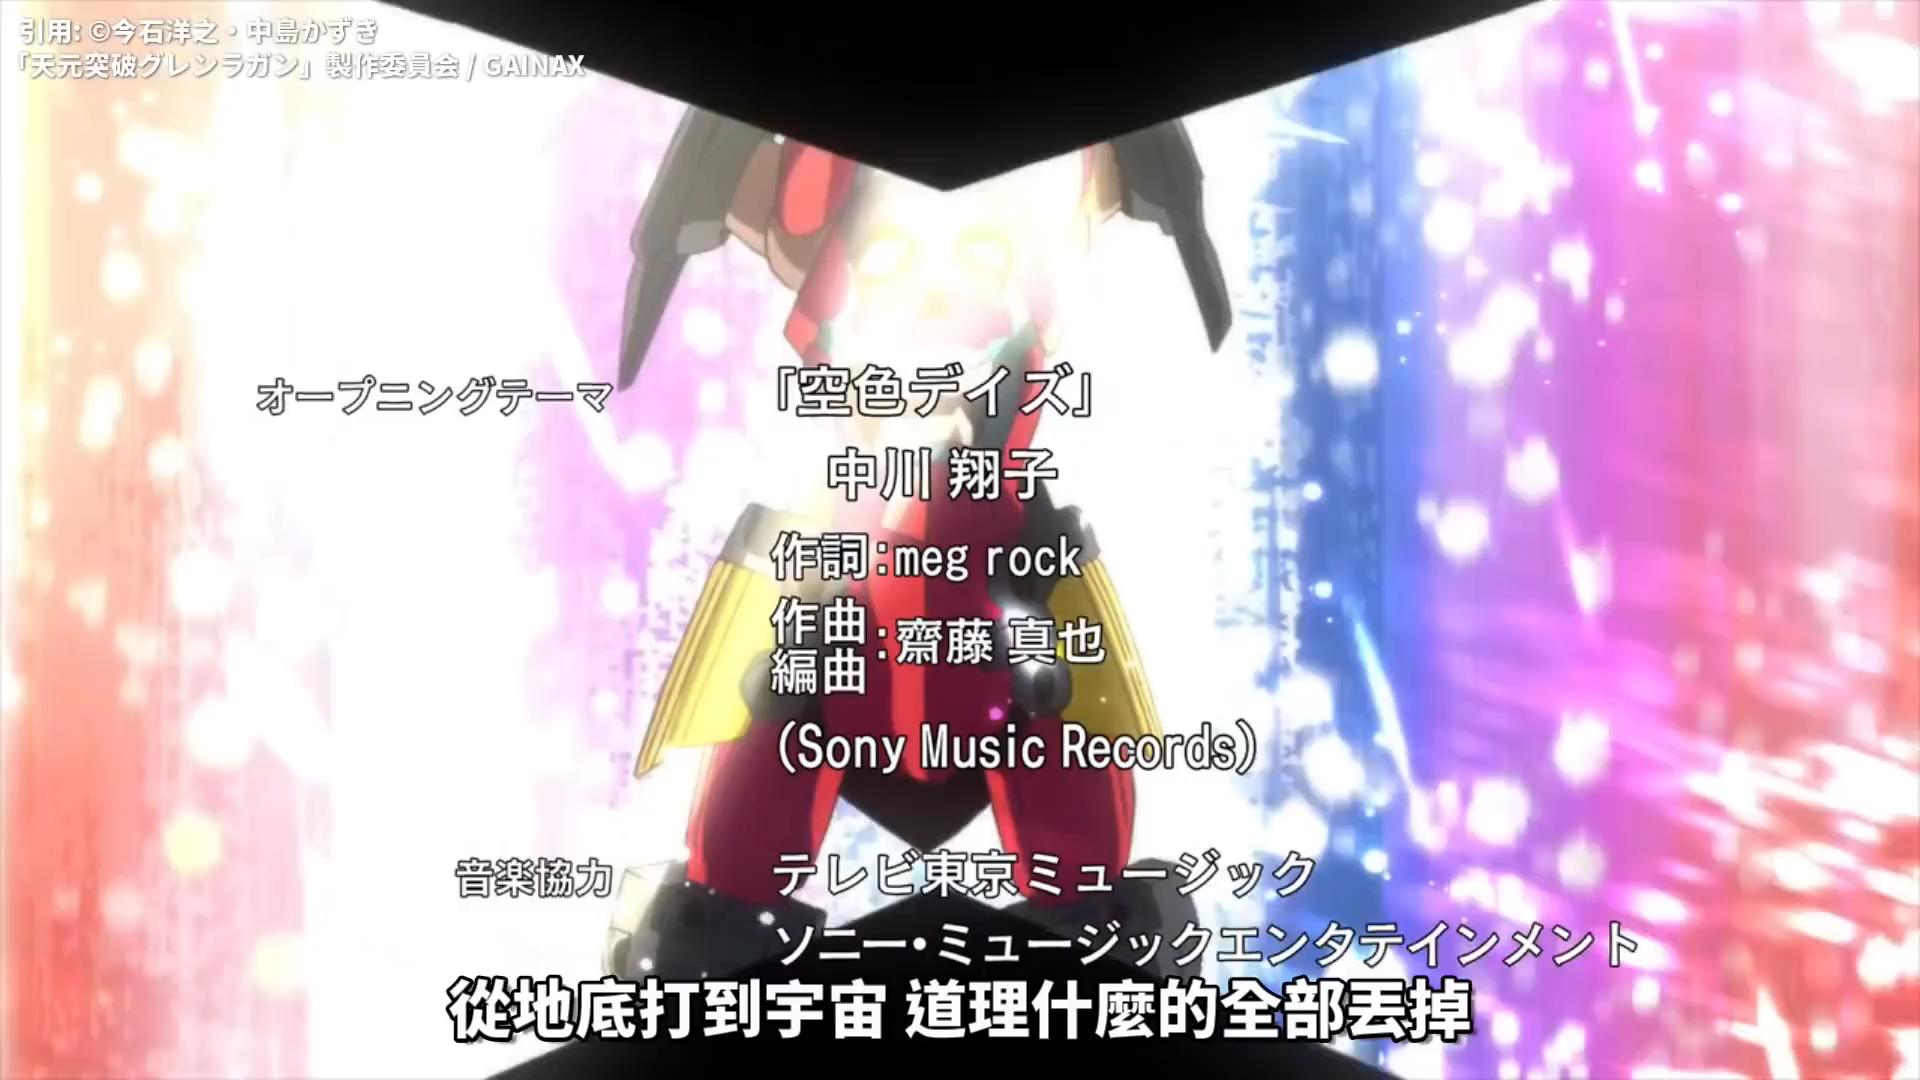 引用: ©今石洋之・中島かずき
「天元突破グレンラガン」製作委員会 / GAINAX
オープニングテーマ 「空色デイズ」
中川 翔子
作詞:meg rock
作曲
編曲 :齋藤 真也
(Sony Music Records)
音楽協力 テレビ東京ミュージック
ソニー・ミュージックエンタテインメント
從地底打到宇宙 道理什麼的全部丟掉